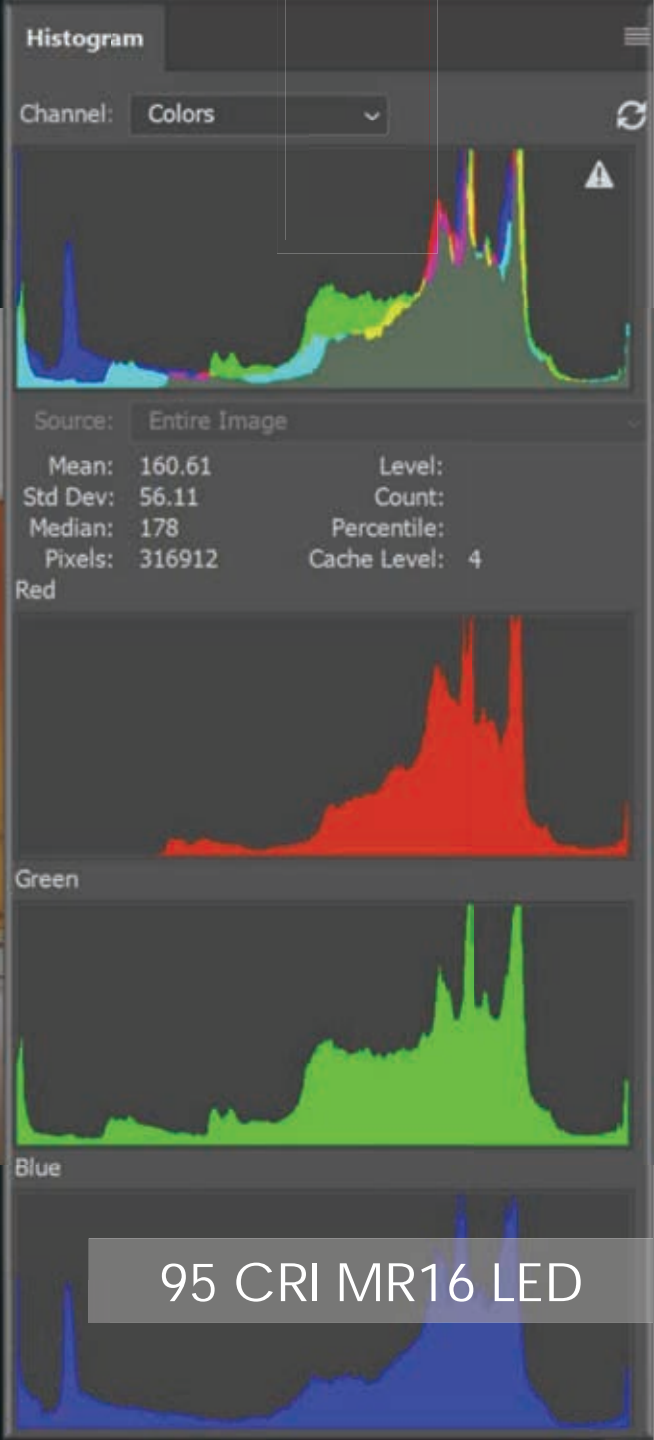 Histogram
Channel: Colors
Source: Entire Image
Mean: 160.61 Level:
Std Dev: 56.11 Count:
Median: 178 Percentile:
Pixels: 316912 Cache Level: 4
Red
Green
Blue
95 CRI MR16 LED